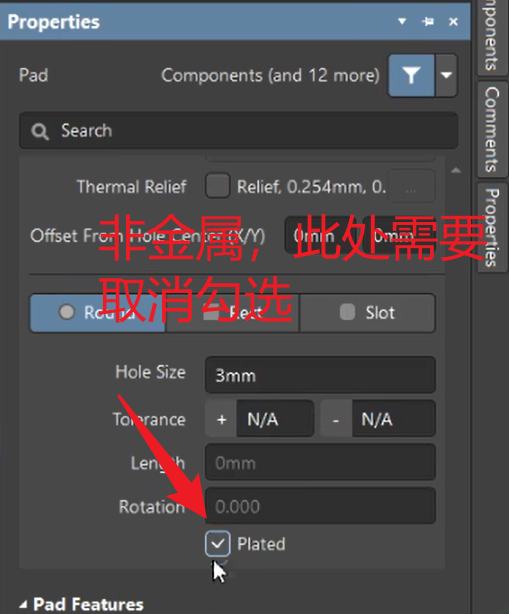 Properties
Pad
Components (and 12 more)
Search
Thermal Relief
Relief, 0.254mm, 0.
...
Offset From Hole Center (X/Y)
0mm
0mm
非金属，此处需要
取消勾选
Round
Rect
Slot
Hole Size
3mm
Tolerance
+
N/A
-
N/A
Length
0mm
Rotation
0.000
Plated
Pad Features
Comments
Properties